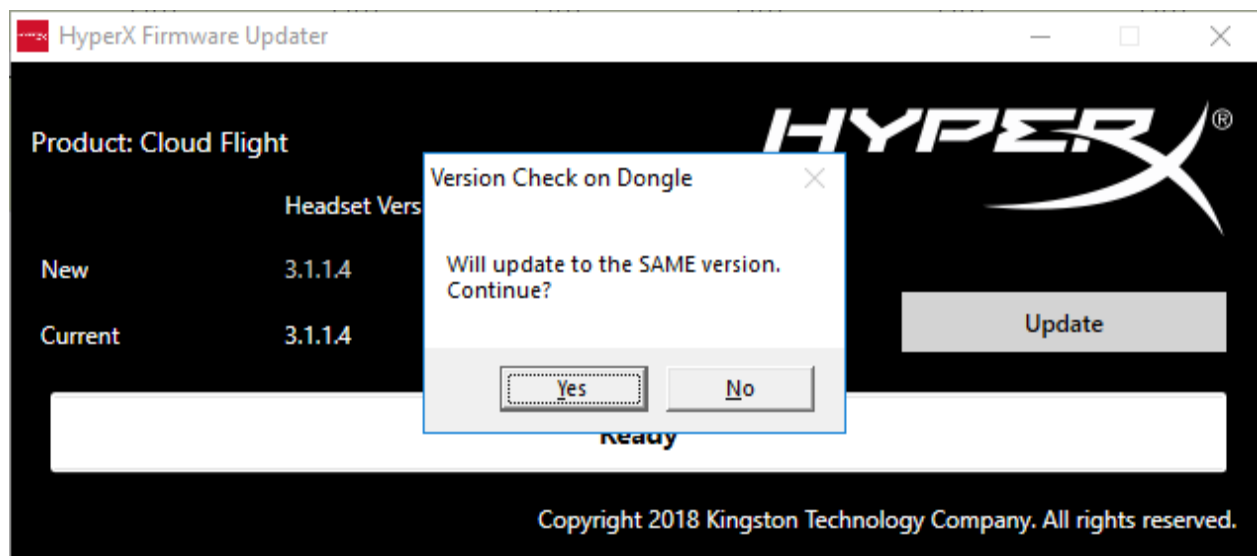 HyperX Firmware Updater
HYPERX®
Product: Cloud Flight
Version Check on Dongle
Headset Vers
Will update to the SAME version.
Continue?
New 3.1.1.4
Current 3.1.1.4
Update
Yes No
Ready
Copyright 2018 Kingston Technology Company. All rights reserved.